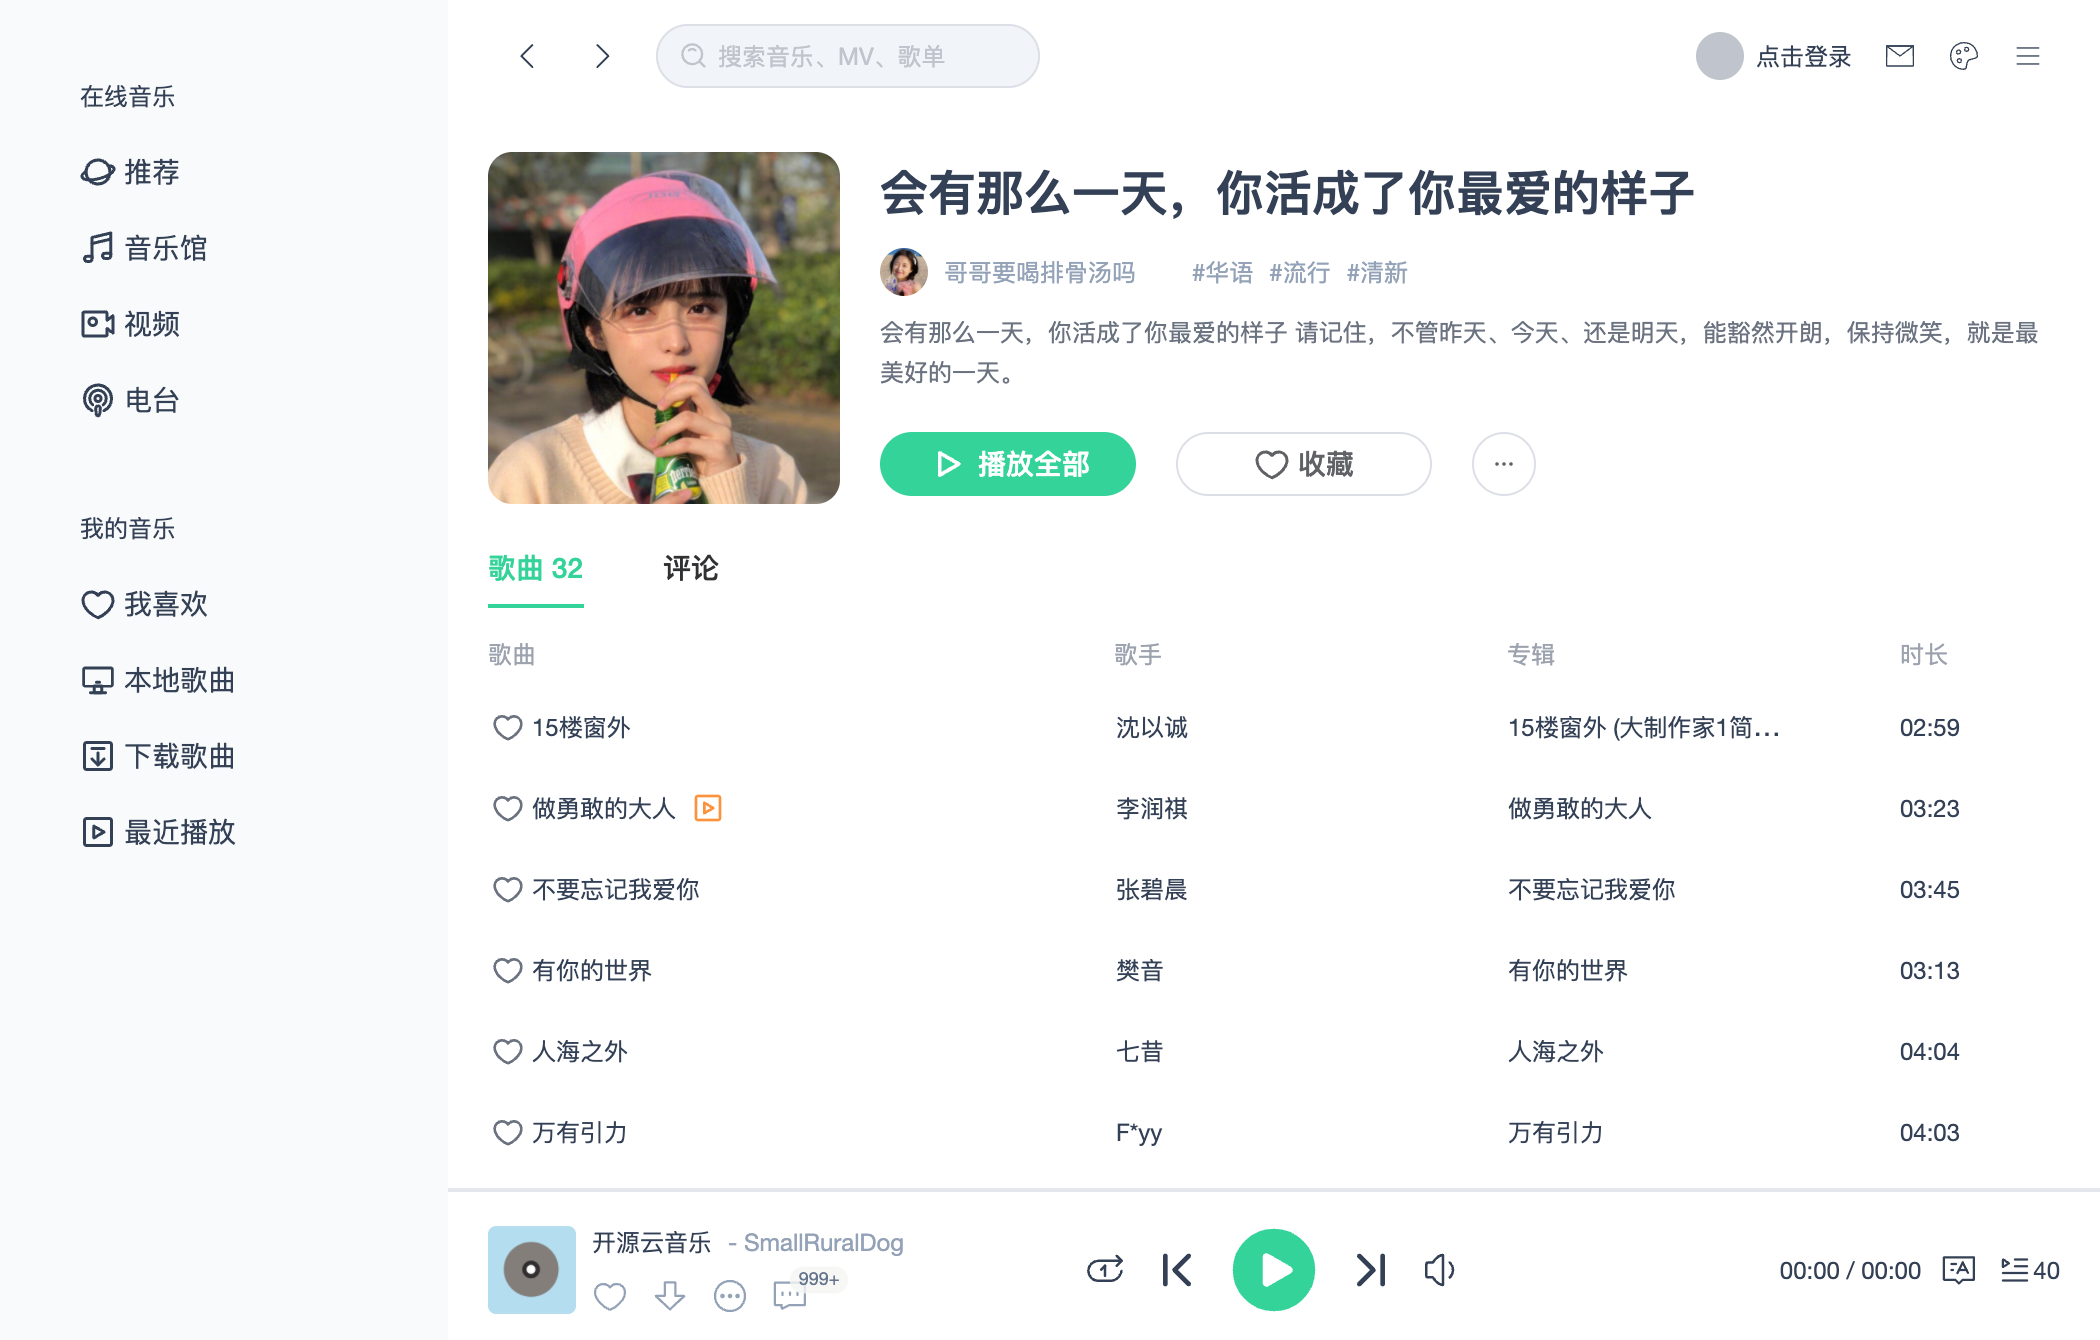 搜索音乐、MV、歌单
点击登录
在线音乐
推荐
音乐馆
视频
电台
我的音乐
我喜欢
本地歌曲
下载歌曲
最近播放
会有那么一天，你活成了你最爱的样子
哥哥要喝排骨汤吗 #华语 #流行 #清新
会有那么一天，你活成了你最爱的样子 请记住，不管昨天、今天、还是明天，能豁然开朗，保持微笑，就是最
美好的一天。
播放全部 收藏
歌曲 32 评论
歌曲 歌手 专辑 时长
15楼窗外 沈以诚 15楼窗外 (大制作家1简... 02:59
做勇敢的大人 李润祺 做勇敢的大人 03:23
不要忘记我爱你 张碧晨 不要忘记我爱你 03:45
有你的世界 樊音 有你的世界 03:13
人海之外 七昔 人海之外 04:04
万有引力 F*yy 万有引力 04:03
开源云音乐 - SmallRuralDog
999+
1
00:00 / 00:00 40